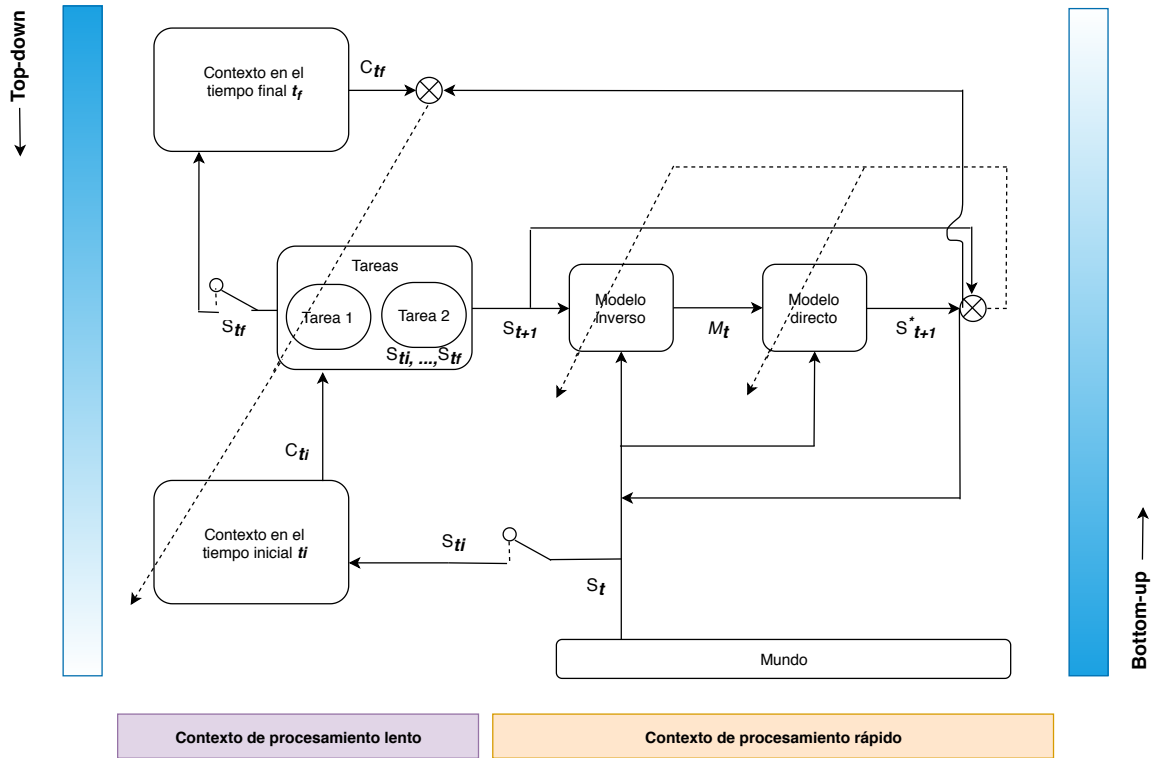 Top-down
Contexto en el
tiempo final tf
Ctf
Tareas
Tarea 1
Tarea 2
Sti, ...,Stf
Stf
St+1
Modelo
Inverso
Mt
Modelo
directo
S*t+1
Cti
Contexto en el
tiempo inicial ti
Sti
St
Mundo
Bottom-up
Contexto de procesamiento lento
Contexto de procesamiento rápido